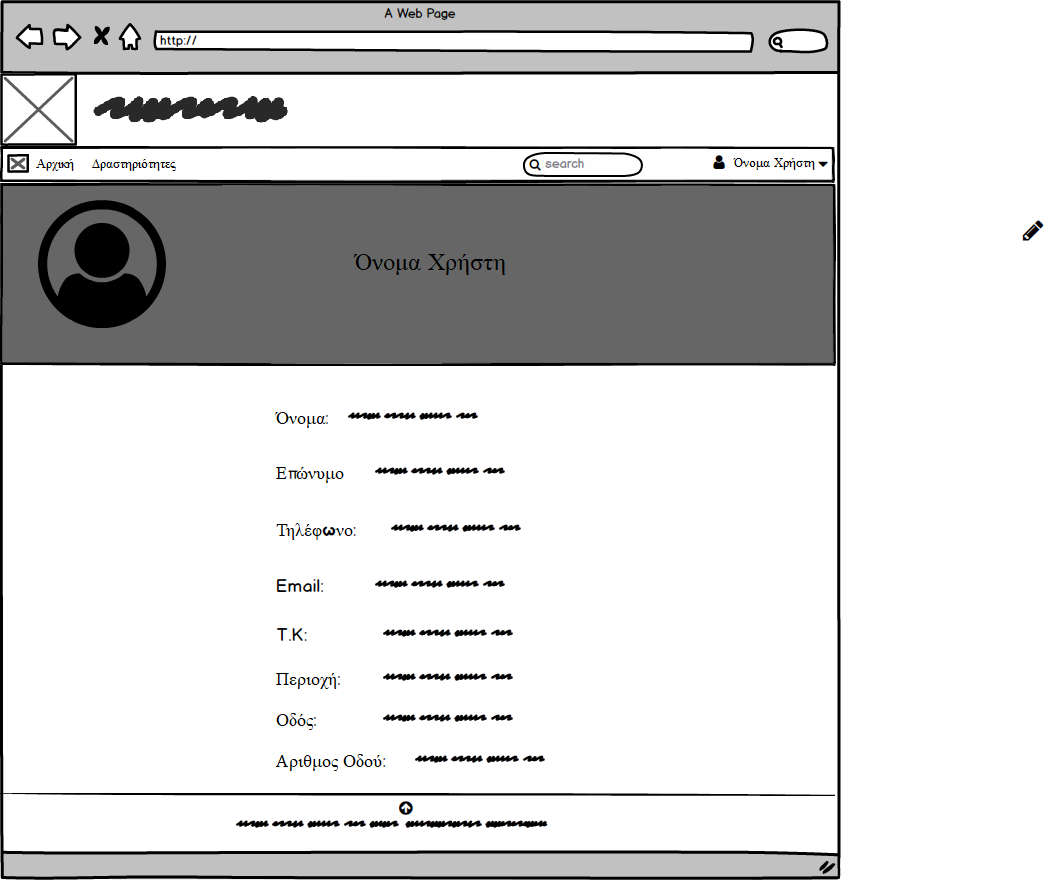 A Web Page
http://
Αρχική Δραστηριότητες search Όνομα Χρήστη
Όνομα Χρήστη
Όνομα:
Επώνυμο
Τηλέφωνο:
Email:
Τ.Κ:
Περιοχή:
Οδός:
Αριθμος Οδού: